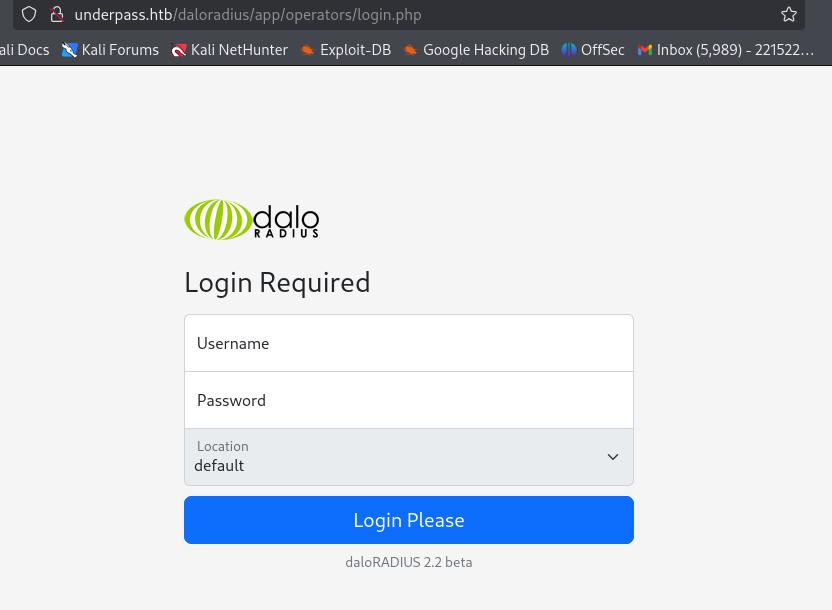 underpass.htb/daloradius/app/operators/login.php
ali Docs Kali Forums Kali NetHunter Exploit-DB Google Hacking DB OffSec Inbox (5,989) - 221522…
dalo
RADIUS
Login Required
Username
Password
Location
default
Login Please
daloRADIUS 2.2 beta